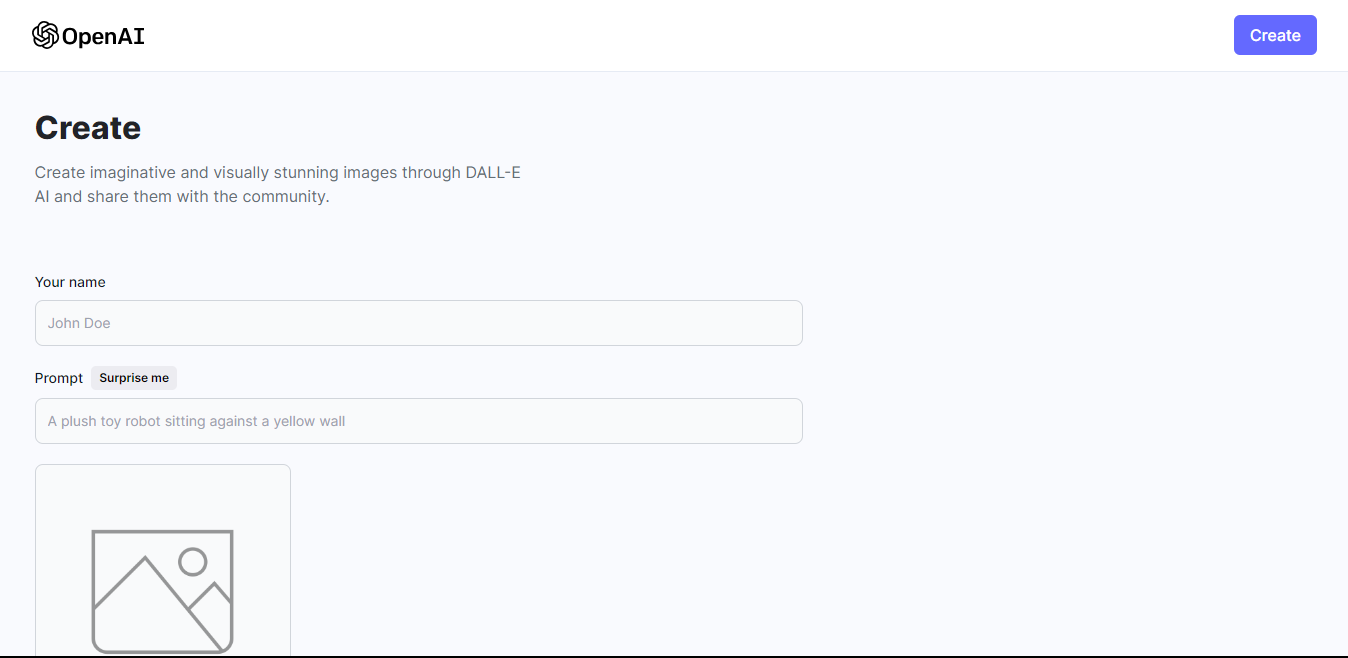 OpenAI
Create
Create
Create imaginative and visually stunning images through DALL-E
AI and share them with the community.
Your name
John Doe
Prompt Surprise me
A plush toy robot sitting against a yellow wall